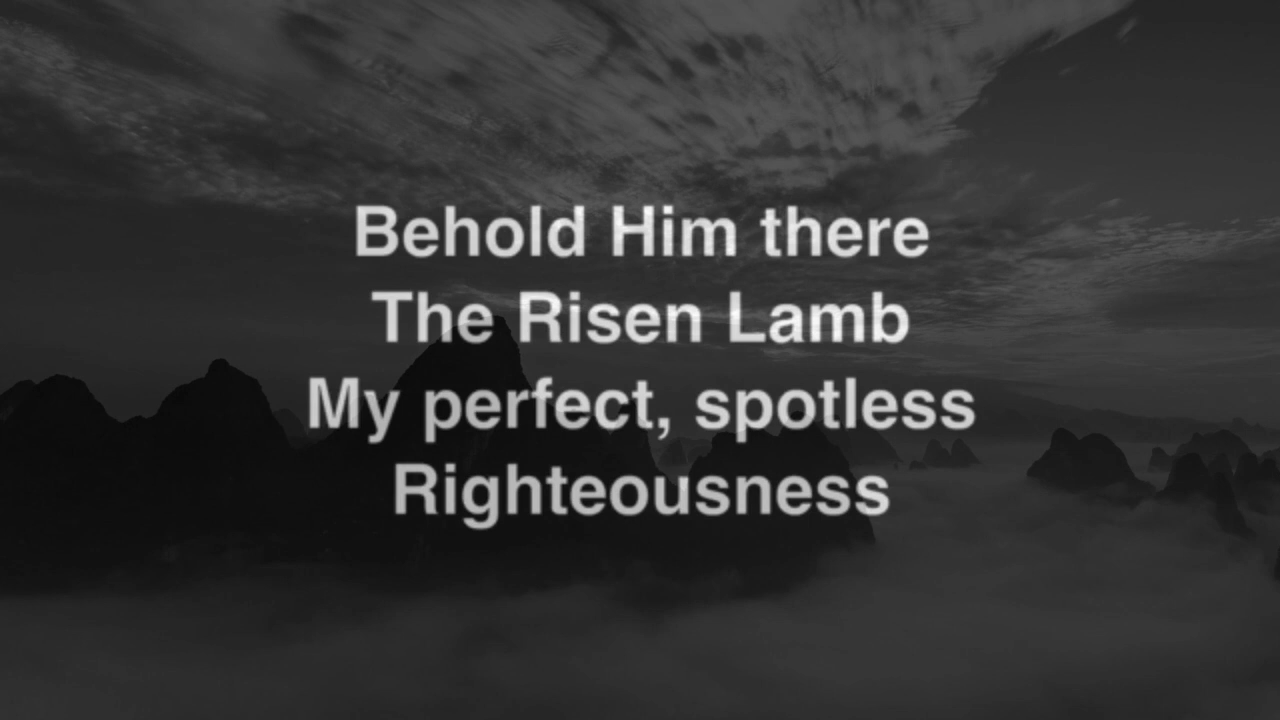 Behold Him there
The Risen Lamb
My perfect, spotless
Righteousness